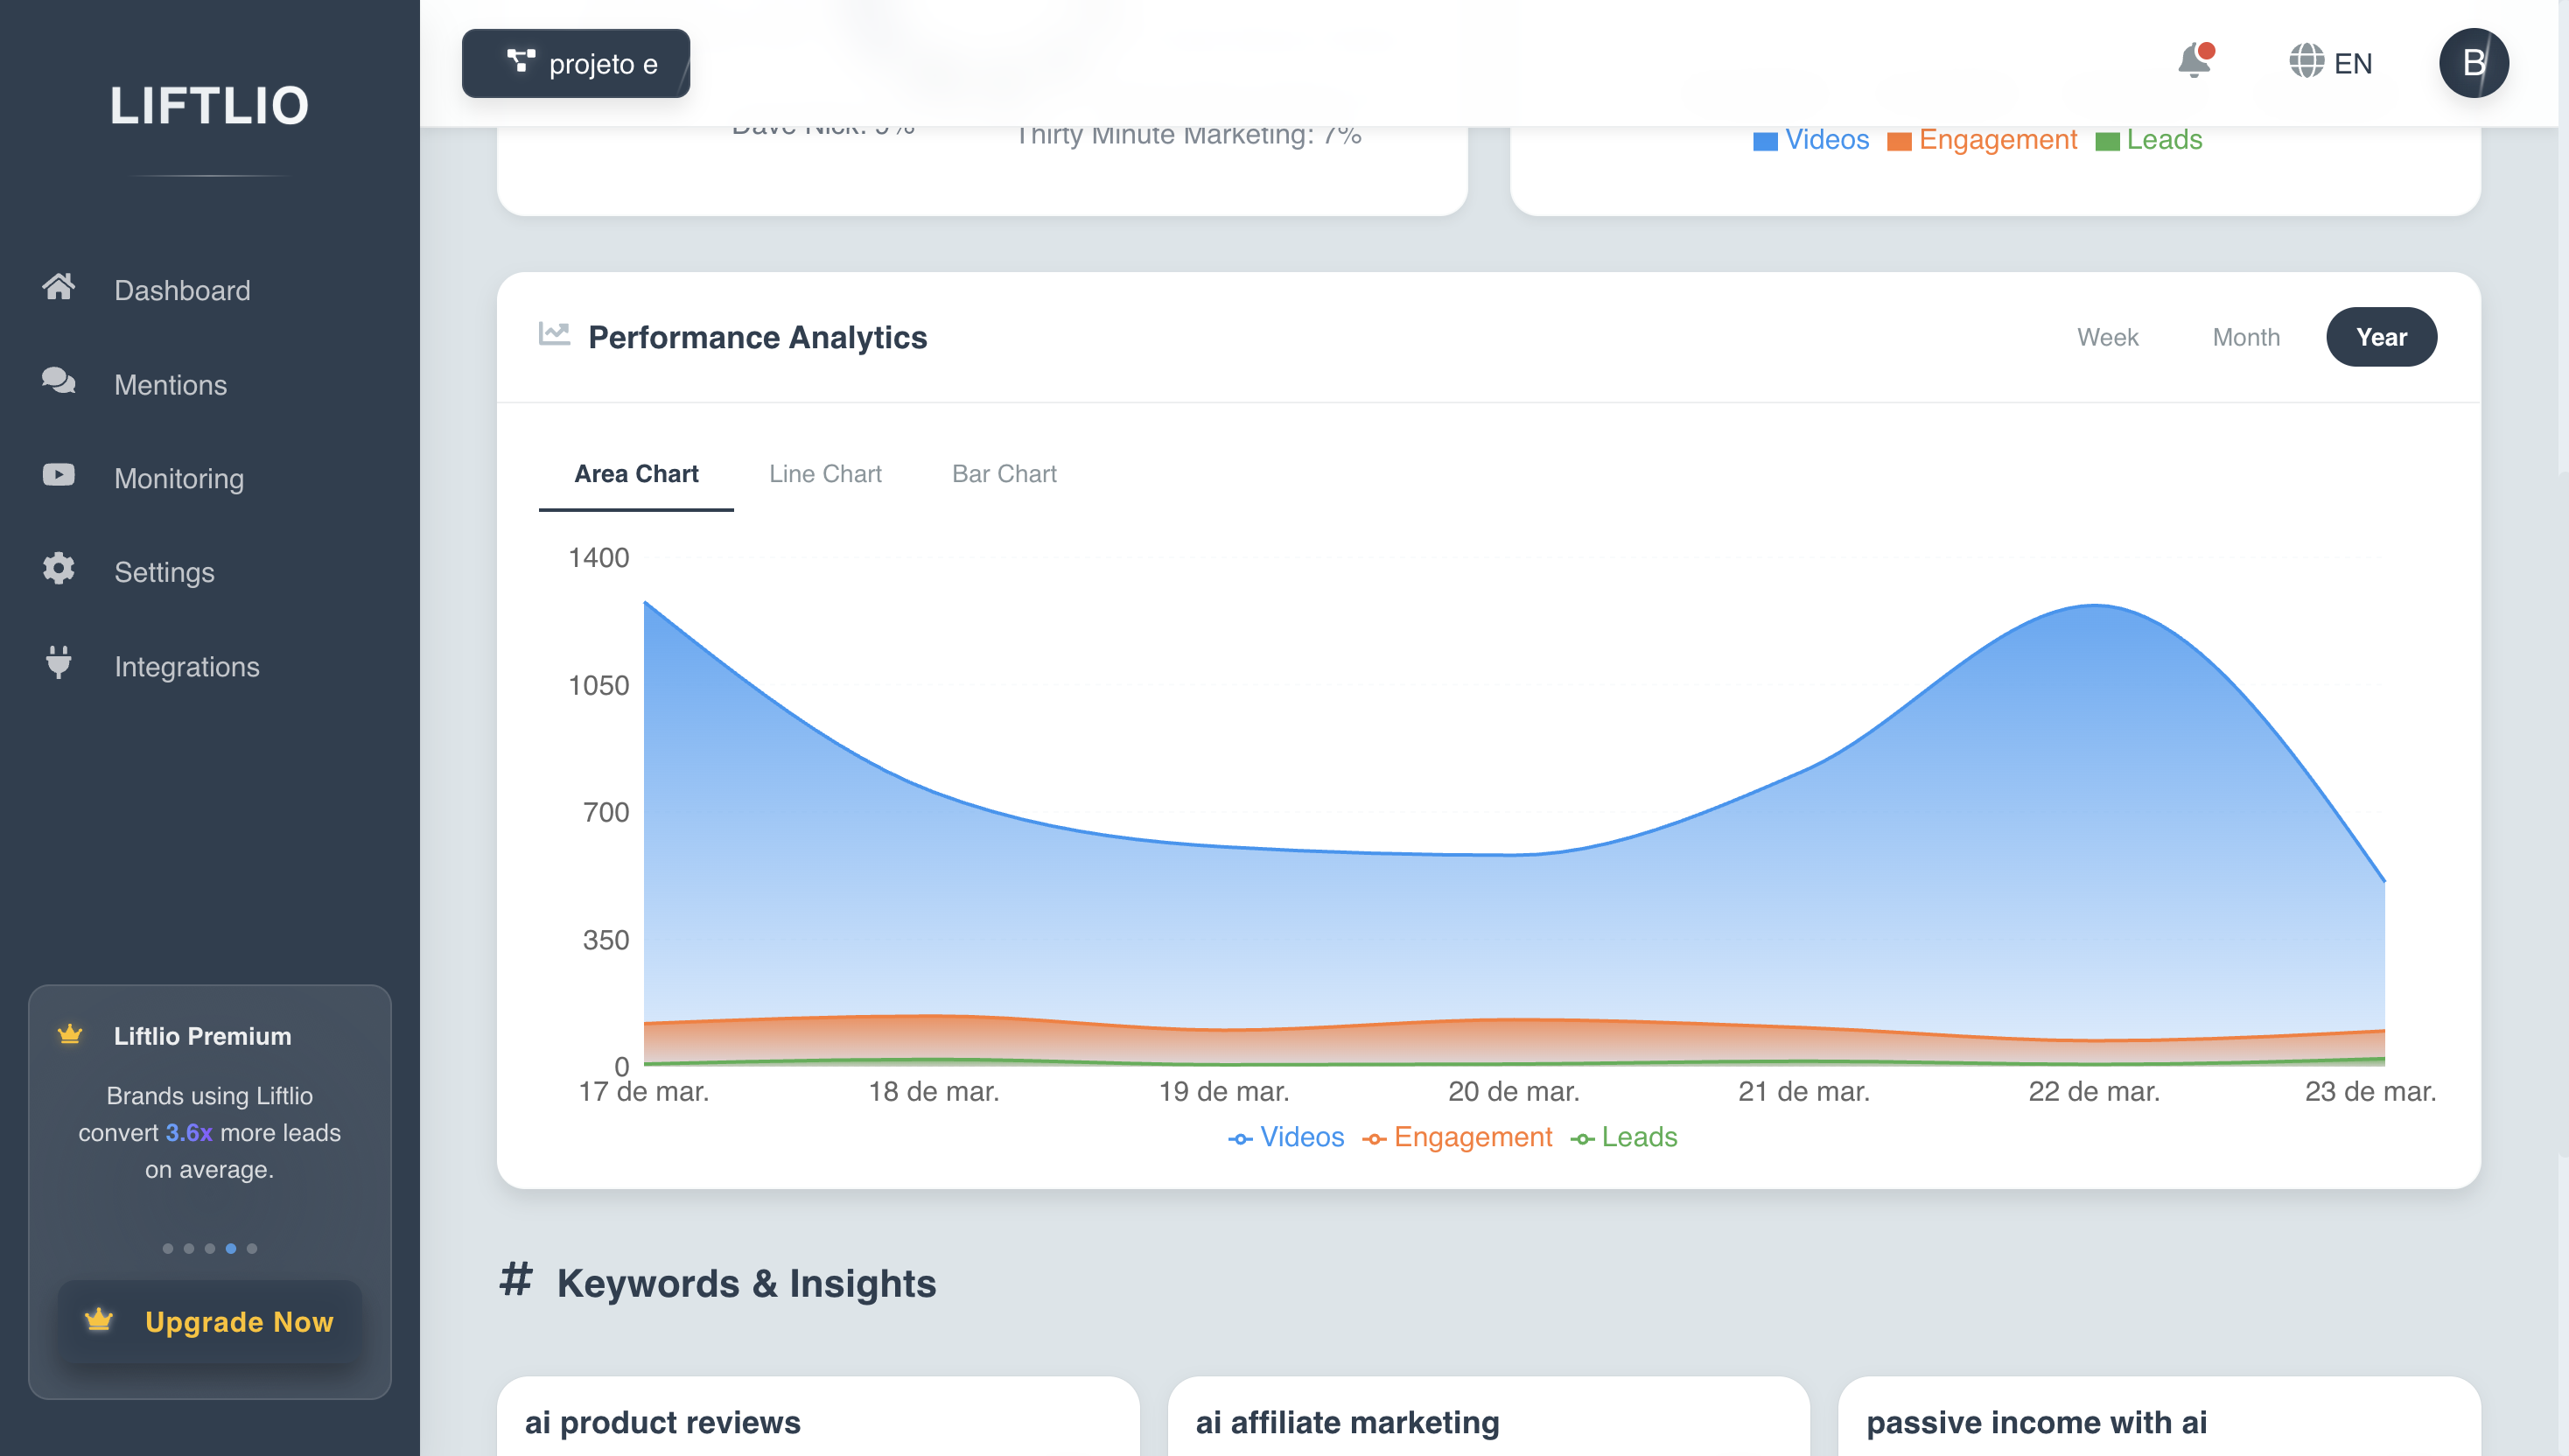 LIFTLIO
Dashboard
Mentions
Monitoring
Settings
Integrations
Liftlio Premium
Brands using Liftlio
convert 3.6x more leads
on average.
Upgrade Now
projeto e
EN
B
Dave Nick: 9%
Thirty Minute Marketing: 7%
Videos Engagement Leads
Performance Analytics
Week Month Year
Area Chart Line Chart Bar Chart
1400
1050
700
350
0
17 de mar. 18 de mar. 19 de mar. 20 de mar. 21 de mar. 22 de mar. 23 de mar.
Videos Engagement Leads
# Keywords & Insights
ai product reviews
ai affiliate marketing
passive income with ai